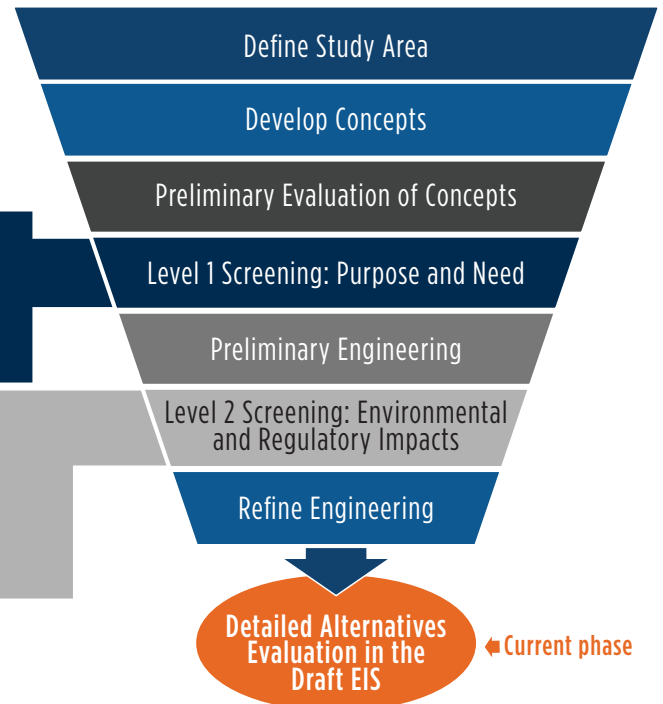 Define Study Area
Develop Concepts
Preliminary Evaluation of Concepts
Level 1 Screening: Purpose and Need
Preliminary Engineering
Level 2 Screening: Environmental
and Regulatory Impacts
Refine Engineering
Detailed Alternatives
Evaluation in the
Draft EIS
Current phase